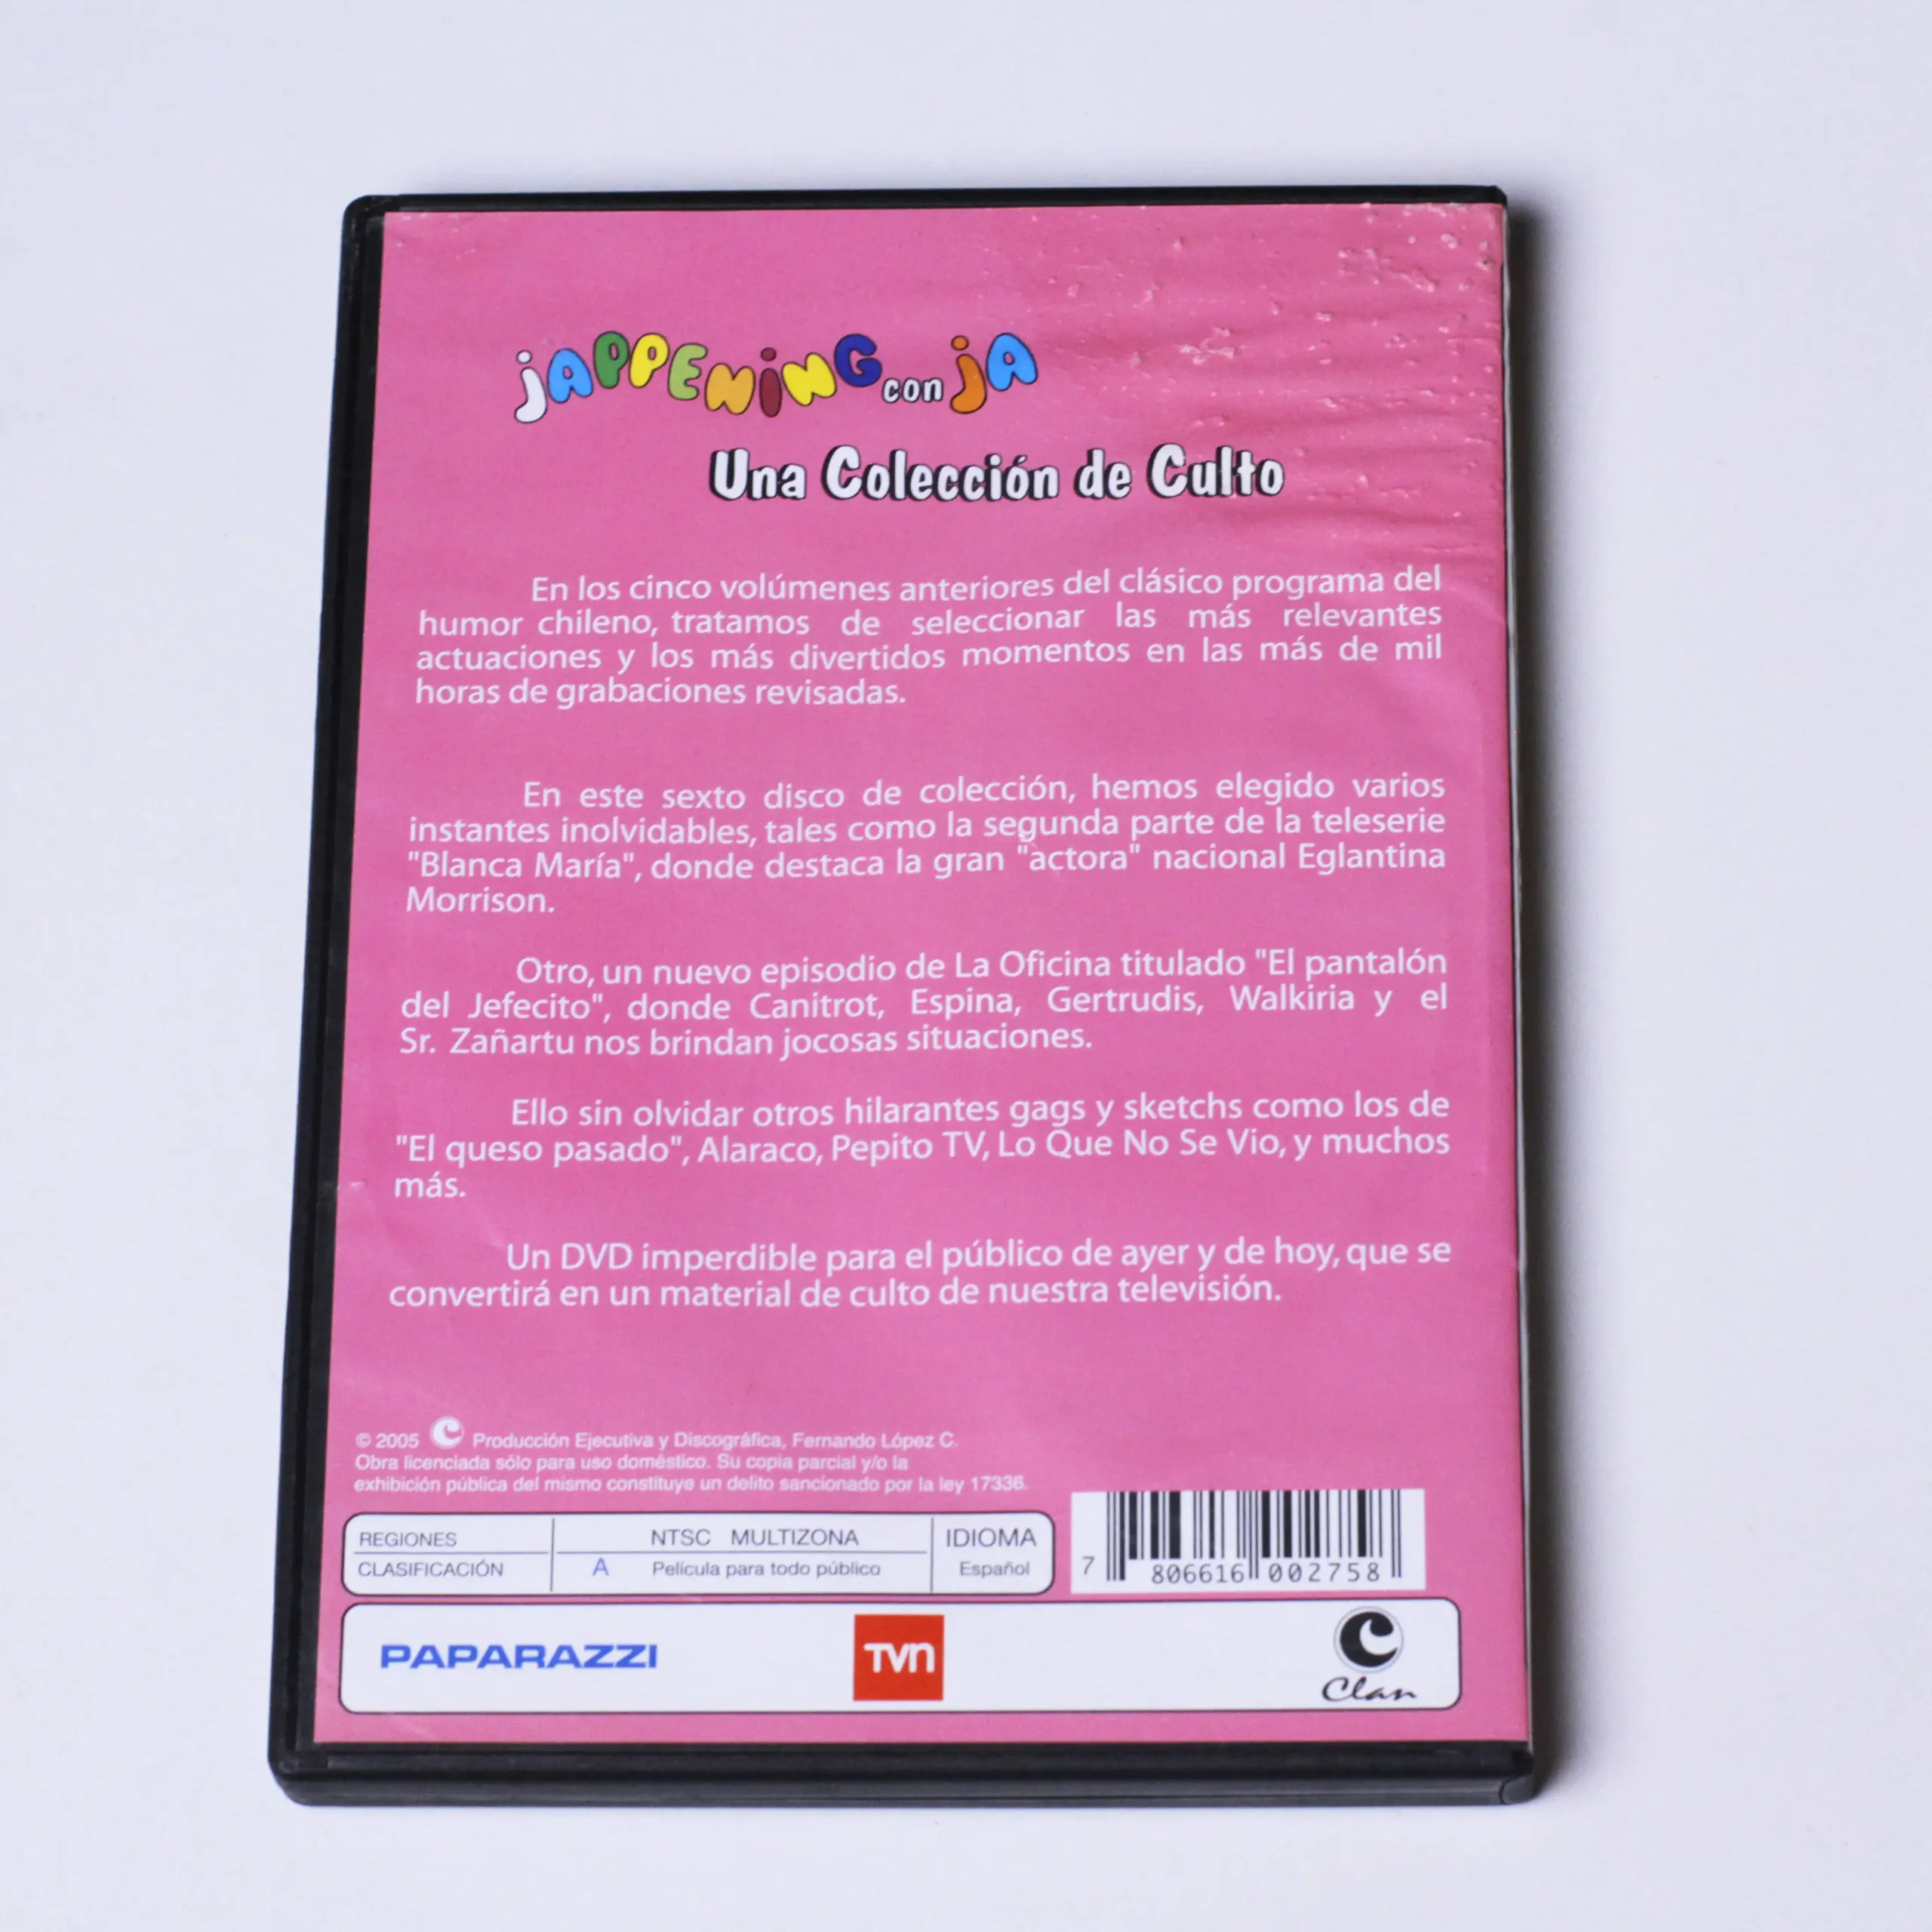 jAPPENiNG con jA
Una Colección de Culto
En los cinco volúmenes anteriores del clásico programa del
humor chileno, tratamos de seleccionar las más relevantes
actuaciones y los más divertidos momentos en las más de mil
horas de grabaciones revisadas.
En este sexto disco de colección, hemos elegido varios
instantes inolvidables, tales como la segunda parte de la teleserie
"Blanca María", donde destaca la gran "actora" nacional Eglantina
Morrison.
Otro, un nuevo episodio de La Oficina titulado "El pantalón
del Jefecito", donde Canitrot, Espina, Gertrudis, Walkiria y el
Sr. Zañartu nos brindan jocosas situaciones.
Ello sin olvidar otros hilarantes gags y sketchs como los de
"El queso pasado", Alaraco, Pepito TV, Lo Que No Se Vio, y muchos
más.
Un DVD imperdible para el público de ayer y de hoy, que se
convertirá en un material de culto de nuestra televisión.
© 2005 C Producción Ejecutiva y Discográfica, Fernando López C.
Obra licenciada sólo para uso doméstico. Su copia parcial y/o la
exhibición pública del mismo constituye un delito sancionado por la ley 17336.
REGIONES NTSC MULTIZONA IDIOMA
CLASIFICACIÓN A Película para todo público Español
7 806616 002758
PAPARAZZI TVN C Clan